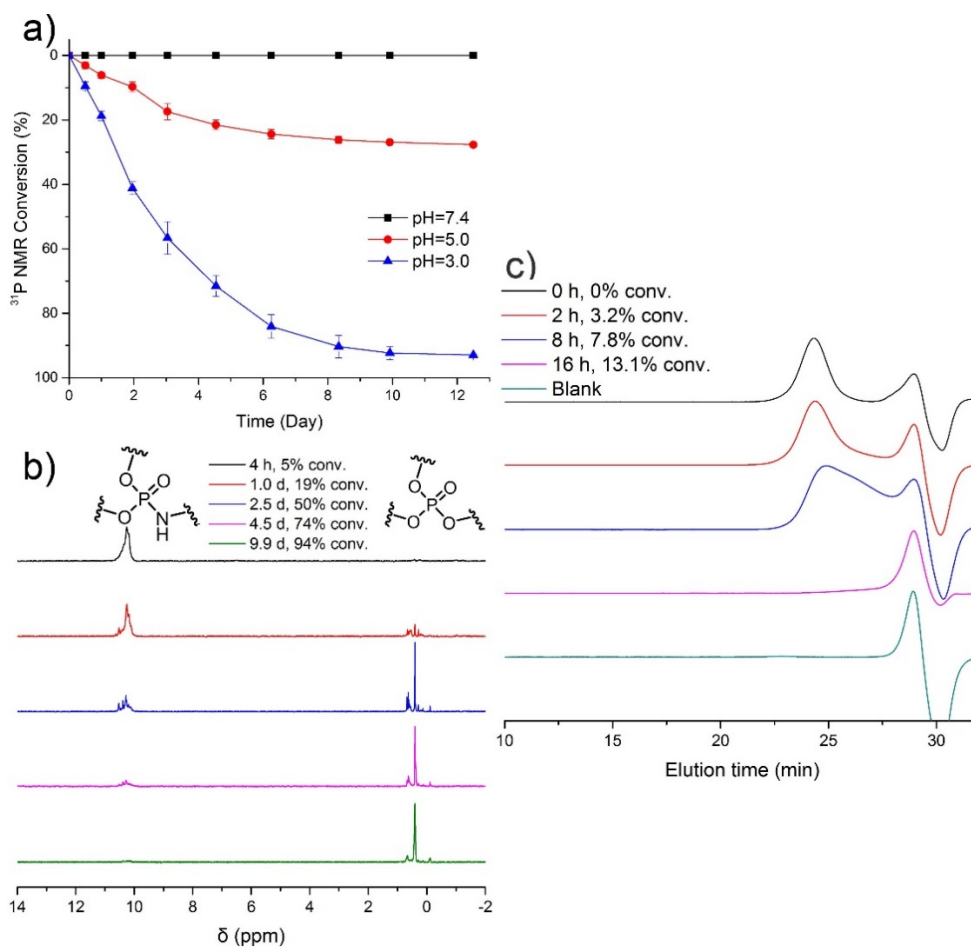 a)
0
20
40
60
80
100
³¹P NMR Conversion (%)
pH=7.4
pH=5.0
pH=3.0
0 2 4 6 8 10 12
Time (Day)
b)
O
O P O
O N
H
4 h, 5% conv.
1.0 d, 19% conv.
2.5 d, 50% conv.
4.5 d, 74% conv.
9.9 d, 94% conv.
O
P O
O O
14 12 10 8 6 4 2 0 -2
δ (ppm)
c)
0 h, 0% conv.
2 h, 3.2% conv.
8 h, 7.8% conv.
16 h, 13.1% conv.
Blank
10 15 20 25 30
Elution time (min)